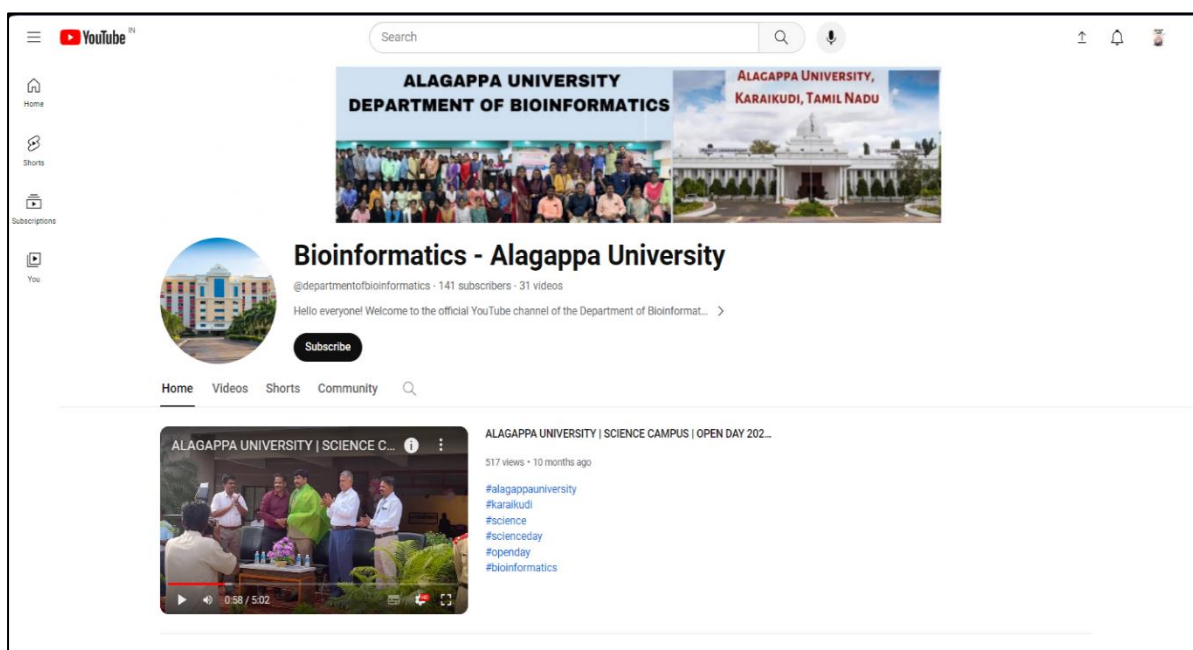 YouTube IN
Search
Home
Shorts
Subscriptions
You
ALAGAPPA UNIVERSITY
DEPARTMENT OF BIOINFORMATICS
ALAGAPPA UNIVERSITY,
KARAIKUDI, TAMIL NADU
Bioinformatics - Alagappa University
@departmentofbioinformatics · 141 subscribers · 31 videos
Hello everyone! Welcome to the official YouTube channel of the Department of Bioinformat...
Subscribe
Home Videos Shorts Community
ALAGAPPA UNIVERSITY | SCIENCE C...
0:58 / 5:02
ALAGAPPA UNIVERSITY | SCIENCE CAMPUS | OPEN DAY 202...
517 views • 10 months ago
#alagappauniversity
#karaikudi
#science
#scienceday
#openday
#bioinformatics